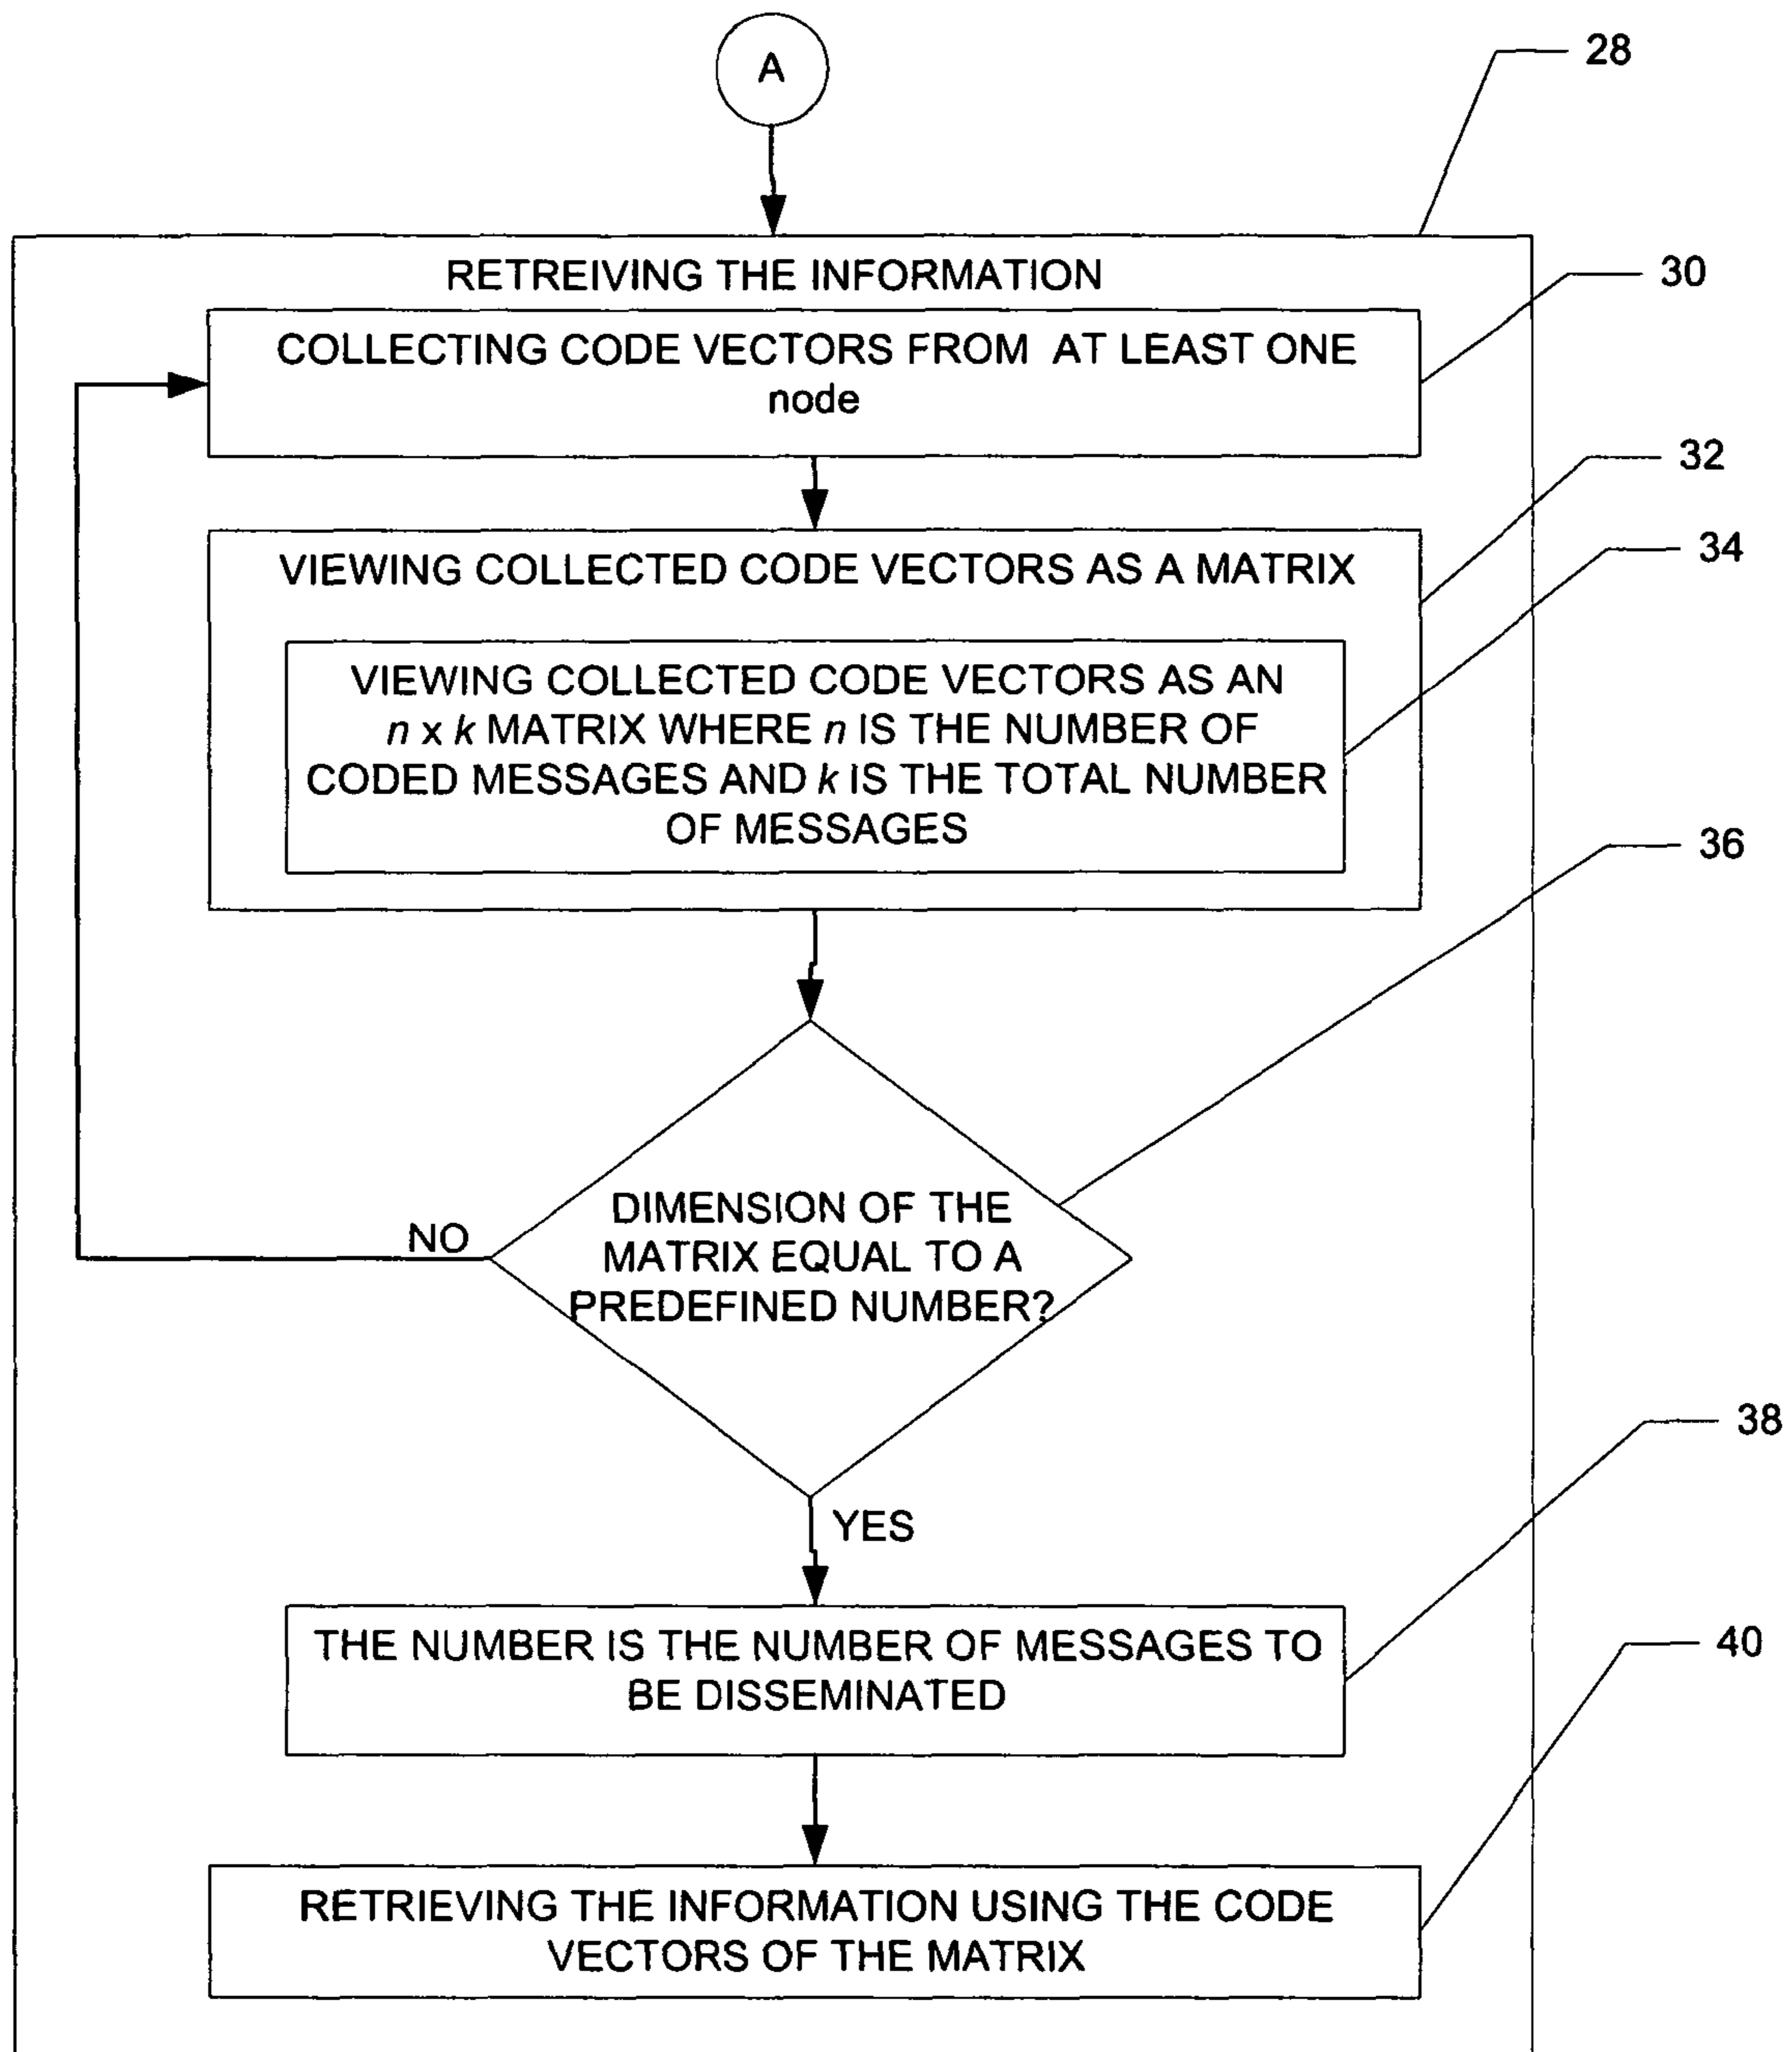 A
28
RETREIVING THE INFORMATION
30
COLLECTING CODE VECTORS FROM AT LEAST ONE
node
32
VIEWING COLLECTED CODE VECTORS AS A MATRIX
34
VIEWING COLLECTED CODE VECTORS AS AN
n x k MATRIX WHERE n IS THE NUMBER OF
CODED MESSAGES AND k IS THE TOTAL NUMBER
OF MESSAGES
36
DIMENSION OF THE
MATRIX EQUAL TO A
PREDEFINED NUMBER?
NO
YES
38
THE NUMBER IS THE NUMBER OF MESSAGES TO
BE DISSEMINATED
40
RETRIEVING THE INFORMATION USING THE CODE
VECTORS OF THE MATRIX